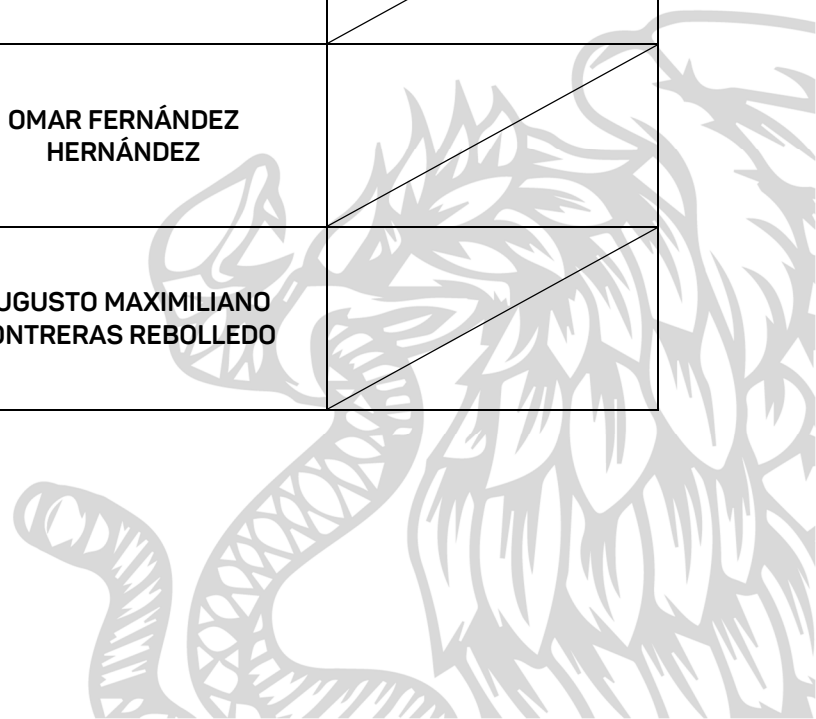 OMAR FERNÁNDEZ
HERNÁNDEZ
UGUSTO MAXIMILIANO
ONTRERAS REBOLLEDO